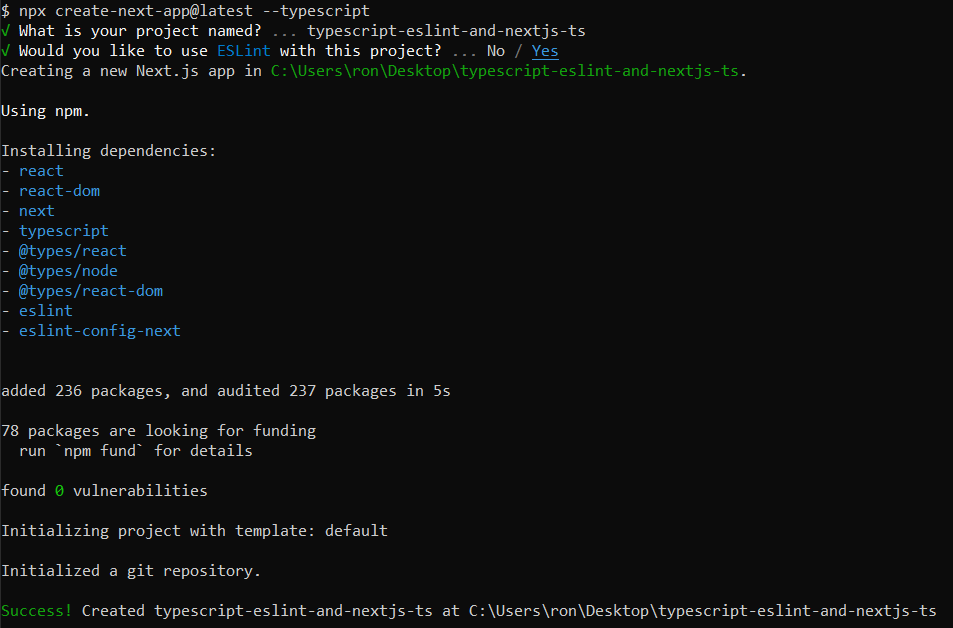 $ npx create-next-app@latest --typescript
√ What is your project named? ... typescript-eslint-and-nextjs-ts
√ Would you like to use ESLint with this project? ... No / Yes
Creating a new Next.js app in C:\Users\ron\Desktop\typescript-eslint-and-nextjs-ts.
Using npm.
Installing dependencies:
- react
- react-dom
- next
- typescript
- @types/react
- @types/node
- @types/react-dom
- eslint
- eslint-config-next
added 236 packages, and audited 237 packages in 5s
78 packages are looking for funding
run `npm fund` for details
found 0 vulnerabilities
Initializing project with template: default
Initialized a git repository.
Success! Created typescript-eslint-and-nextjs-ts at C:\Users\ron\Desktop\typescript-eslint-and-nextjs-ts